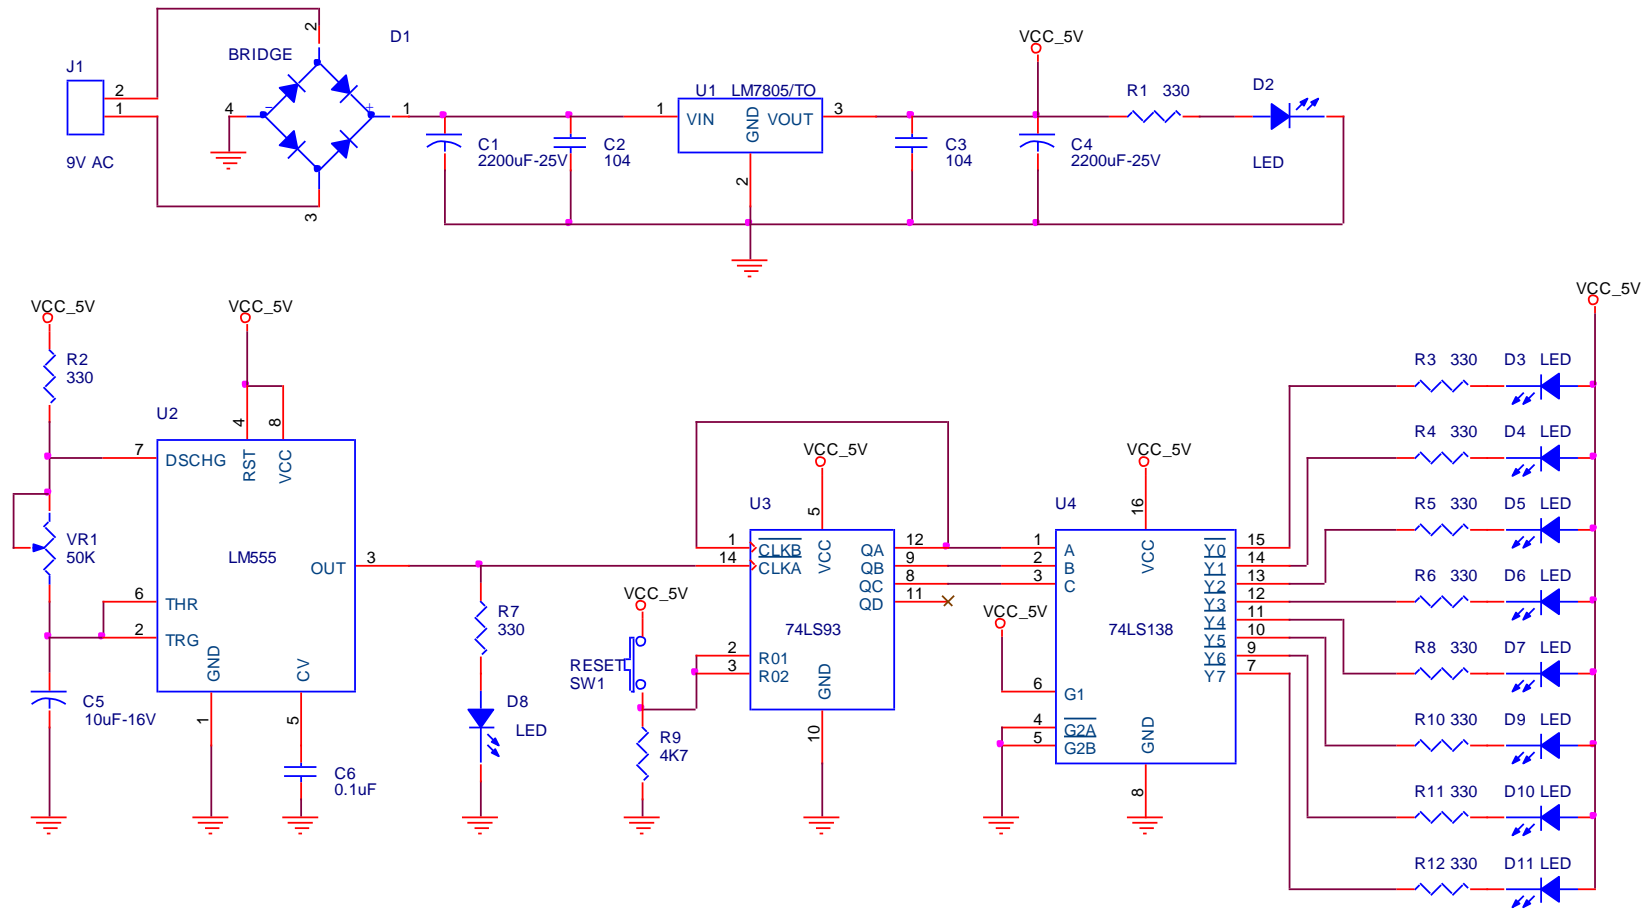 J1
2
1
9V AC
BRIDGE
D1
2
4
-
+
1
3
1
U1 LM7805/TO
VIN
GND
VOUT
3
2
C1
2200uF-25V
C2
104
C3
104
VCC_5V
C4
2200uF-25V
R1 330
D2
LED
VCC_5V
R2
330
VCC_5V
U2
4
8
7
DSCHG
RST
VCC
VR1
50K
LM555
OUT
3
6
THR
2
TRG
GND
CV
1
5
C5
10uF-16V
C6
0.1uF
R7
330
D8
LED
VCC_5V
RESET
SW1
R9
4K7
VCC_5V
U3
5
1
CLKB
14
CLKA
VCC
QA
12
QB
9
QC
8
QD
11
74LS93
2
R01
3
R02
GND
10
VCC_5V
U4
16
1
A
2
B
3
C
VCC
VCC_5V
74LS138
6
G1
4
G2A
5
G2B
GND
8
Y0
15
Y1
14
Y2
13
Y3
12
Y4
11
Y5
10
Y6
9
Y7
7
VCC_5V
R3 330 D3 LED
R4 330 D4 LED
R5 330 D5 LED
R6 330 D6 LED
R8 330 D7 LED
R10 330 D9 LED
R11 330 D10 LED
R12 330 D11 LED